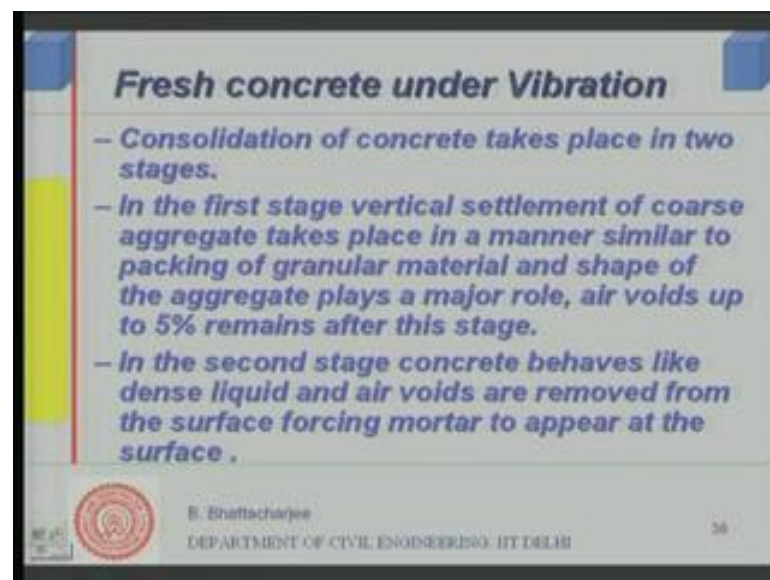 Fresh concrete under Vibration
– Consolidation of concrete takes place in two
stages.
– In the first stage vertical settlement of coarse
aggregate takes place in a manner similar to
packing of granular material and shape of
the aggregate plays a major role, air voids up
to 5% remains after this stage.
– In the second stage concrete behaves like
dense liquid and air voids are removed from
the surface forcing mortar to appear at the
surface .
B. Bhattacharjee
DEPARTMENT OF CIVIL ENGINEERING, IIT DELHI
36